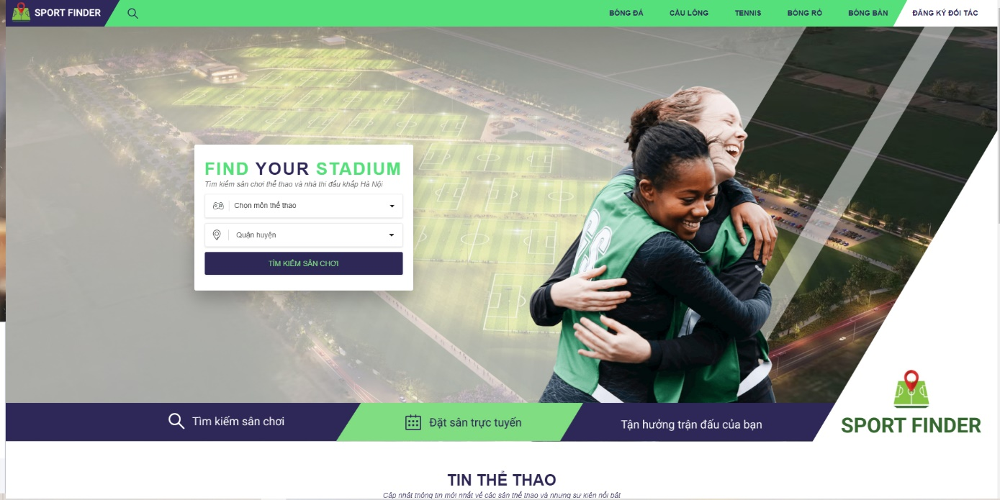 SPORT FINDER
BÓNG ĐÁ
CẦU LÔNG
TENNIS
BÓNG RỔ
BÓNG BÀN
ĐĂNG KÝ ĐỐI TÁC
FIND YOUR STADIUM
Tìm kiếm sân chơi thể thao và nhà thi đấu khắp Hà Nội
Chọn môn thể thao
Quận huyện
TÌM KIẾM SÂN CHƠI
ES
Tìm kiếm sân chơi
Đặt sân trực tuyến
Tận hưởng trận đấu của bạn
SPORT FINDER
TIN THỂ THAO
Cập nhật thông tin mới nhất về các sân thể thao và những sự kiện nổi bật